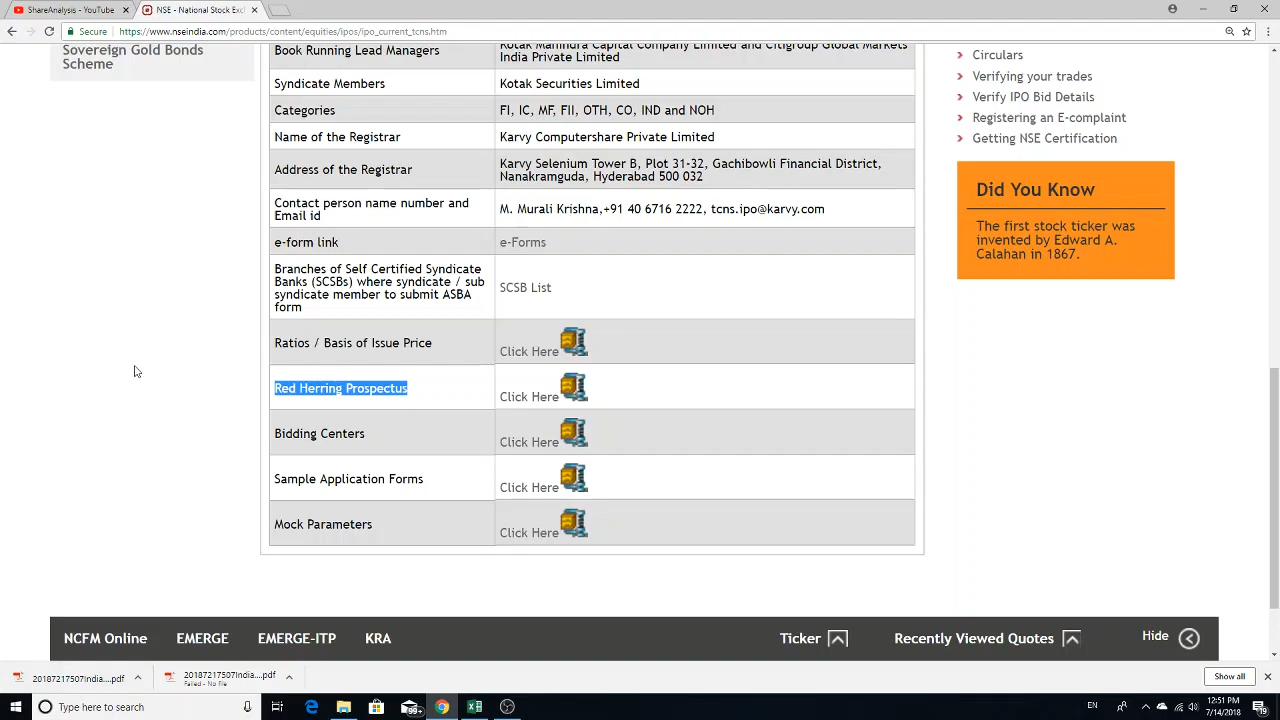 ShareAnalysis - YouTube
NSE - National Stock Exc
Secure
https://www.nseindia.com/products/content/equities/ipos/ipo_current_tcns.htm
Sovereign Gold Bonds
Scheme
Book Running Lead Managers
Kotak Mahindra Capital Company Limited and Citigroup Global Markets
India Private Limited
Syndicate Members
Kotak Securities Limited
Categories
FI, IC, MF, FII, OTH, CO, IND and NOH
Name of the Registrar
Karvy Computershare Private Limited
Address of the Registrar
Karvy Selenium Tower B, Plot 31-32, Gachibowli Financial District,
Nanakramguda, Hyderabad 500 032
Contact person name number and
Email id
M. Murali Krishna,+91 40 6716 2222, tcns.ipo@karvy.com
e-form link
e-Forms
Branches of Self Certified Syndicate
Banks (SCSBs) where syndicate / sub
syndicate member to submit ASBA
form
SCSB List
Ratios / Basis of Issue Price
Click Here
Red Herring Prospectus
Click Here
Bidding Centers
Click Here
Sample Application Forms
Click Here
Mock Parameters
Click Here
Circulars
Verifying your trades
Verify IPO Bid Details
Registering an E-complaint
Getting NSE Certification
Did You Know
The first stock ticker was
invented by Edward A.
Calahan in 1867.
NCFM Online
EMERGE
EMERGE-ITP
KRA
Ticker
Recently Viewed Quotes
Hide
20187217507India....pdf
20187217507India....pdf
Failed - No file
Show all
Type here to search
99+
EN
12:51 PM
7/14/2018
19